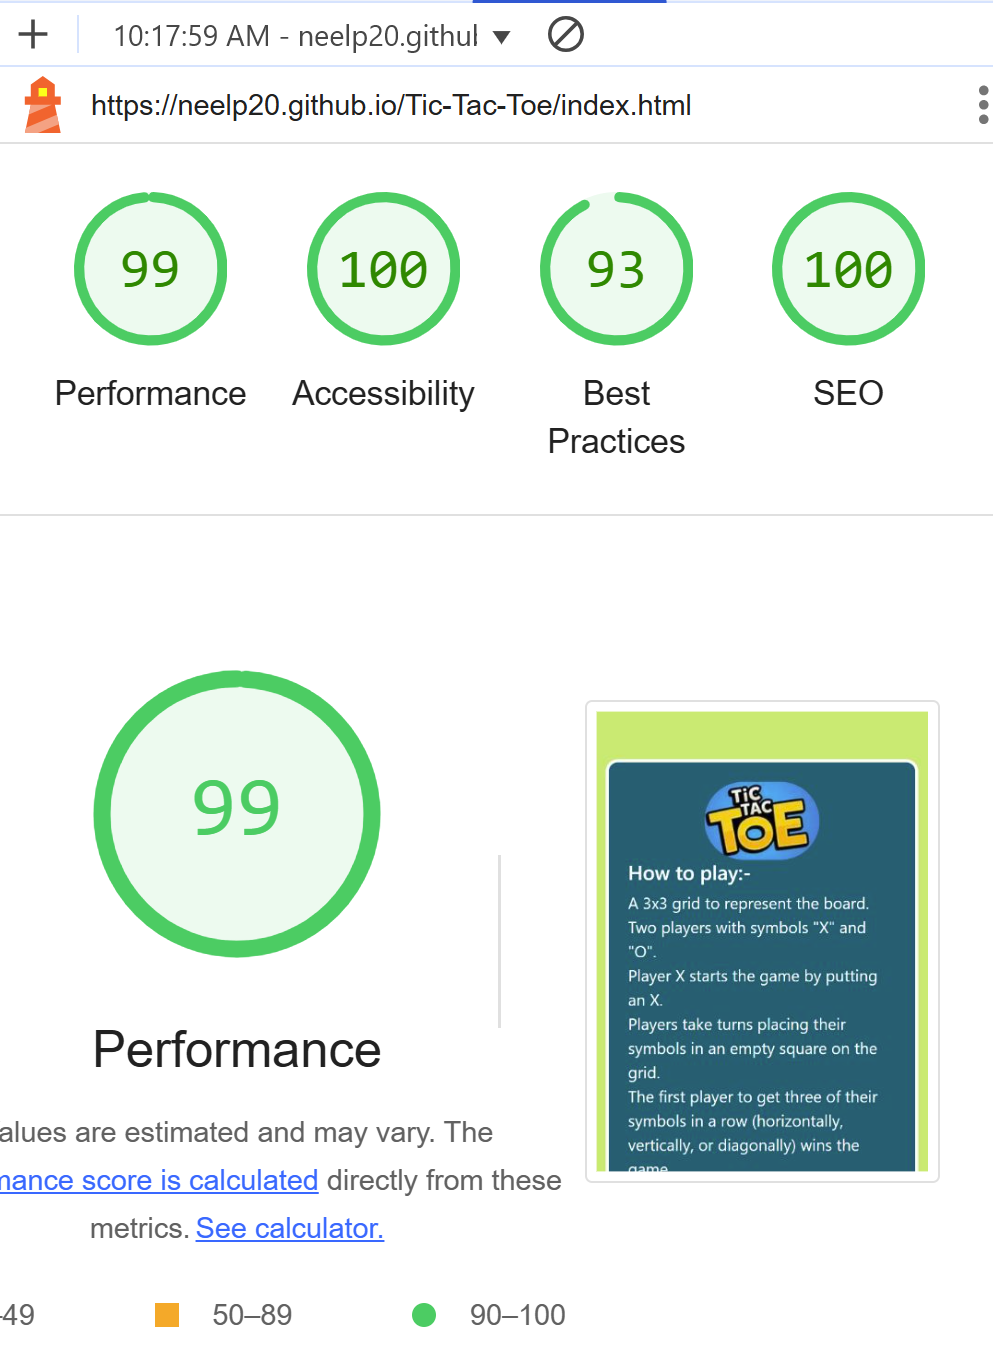 10:17:59 AM - neelp20.githu
https://neelp20.github.io/Tic-Tac-Toe/index.html
99
100
93
100
Performance
Accessibility
Best
Practices
SEO
99
Performance
alues are estimated and may vary. The
mance score is calculated directly from these
metrics. See calculator.
-49
50–89
90–100
TiC
TAC
TOE
How to play:-
A 3x3 grid to represent the board.
Two players with symbols "X" and
"O".
Player X starts the game by putting
an X.
Players take turns placing their
symbols in an empty square on the
grid.
The first player to get three of their
symbols in a row (horizontally,
vertically, or diagonally) wins the
game